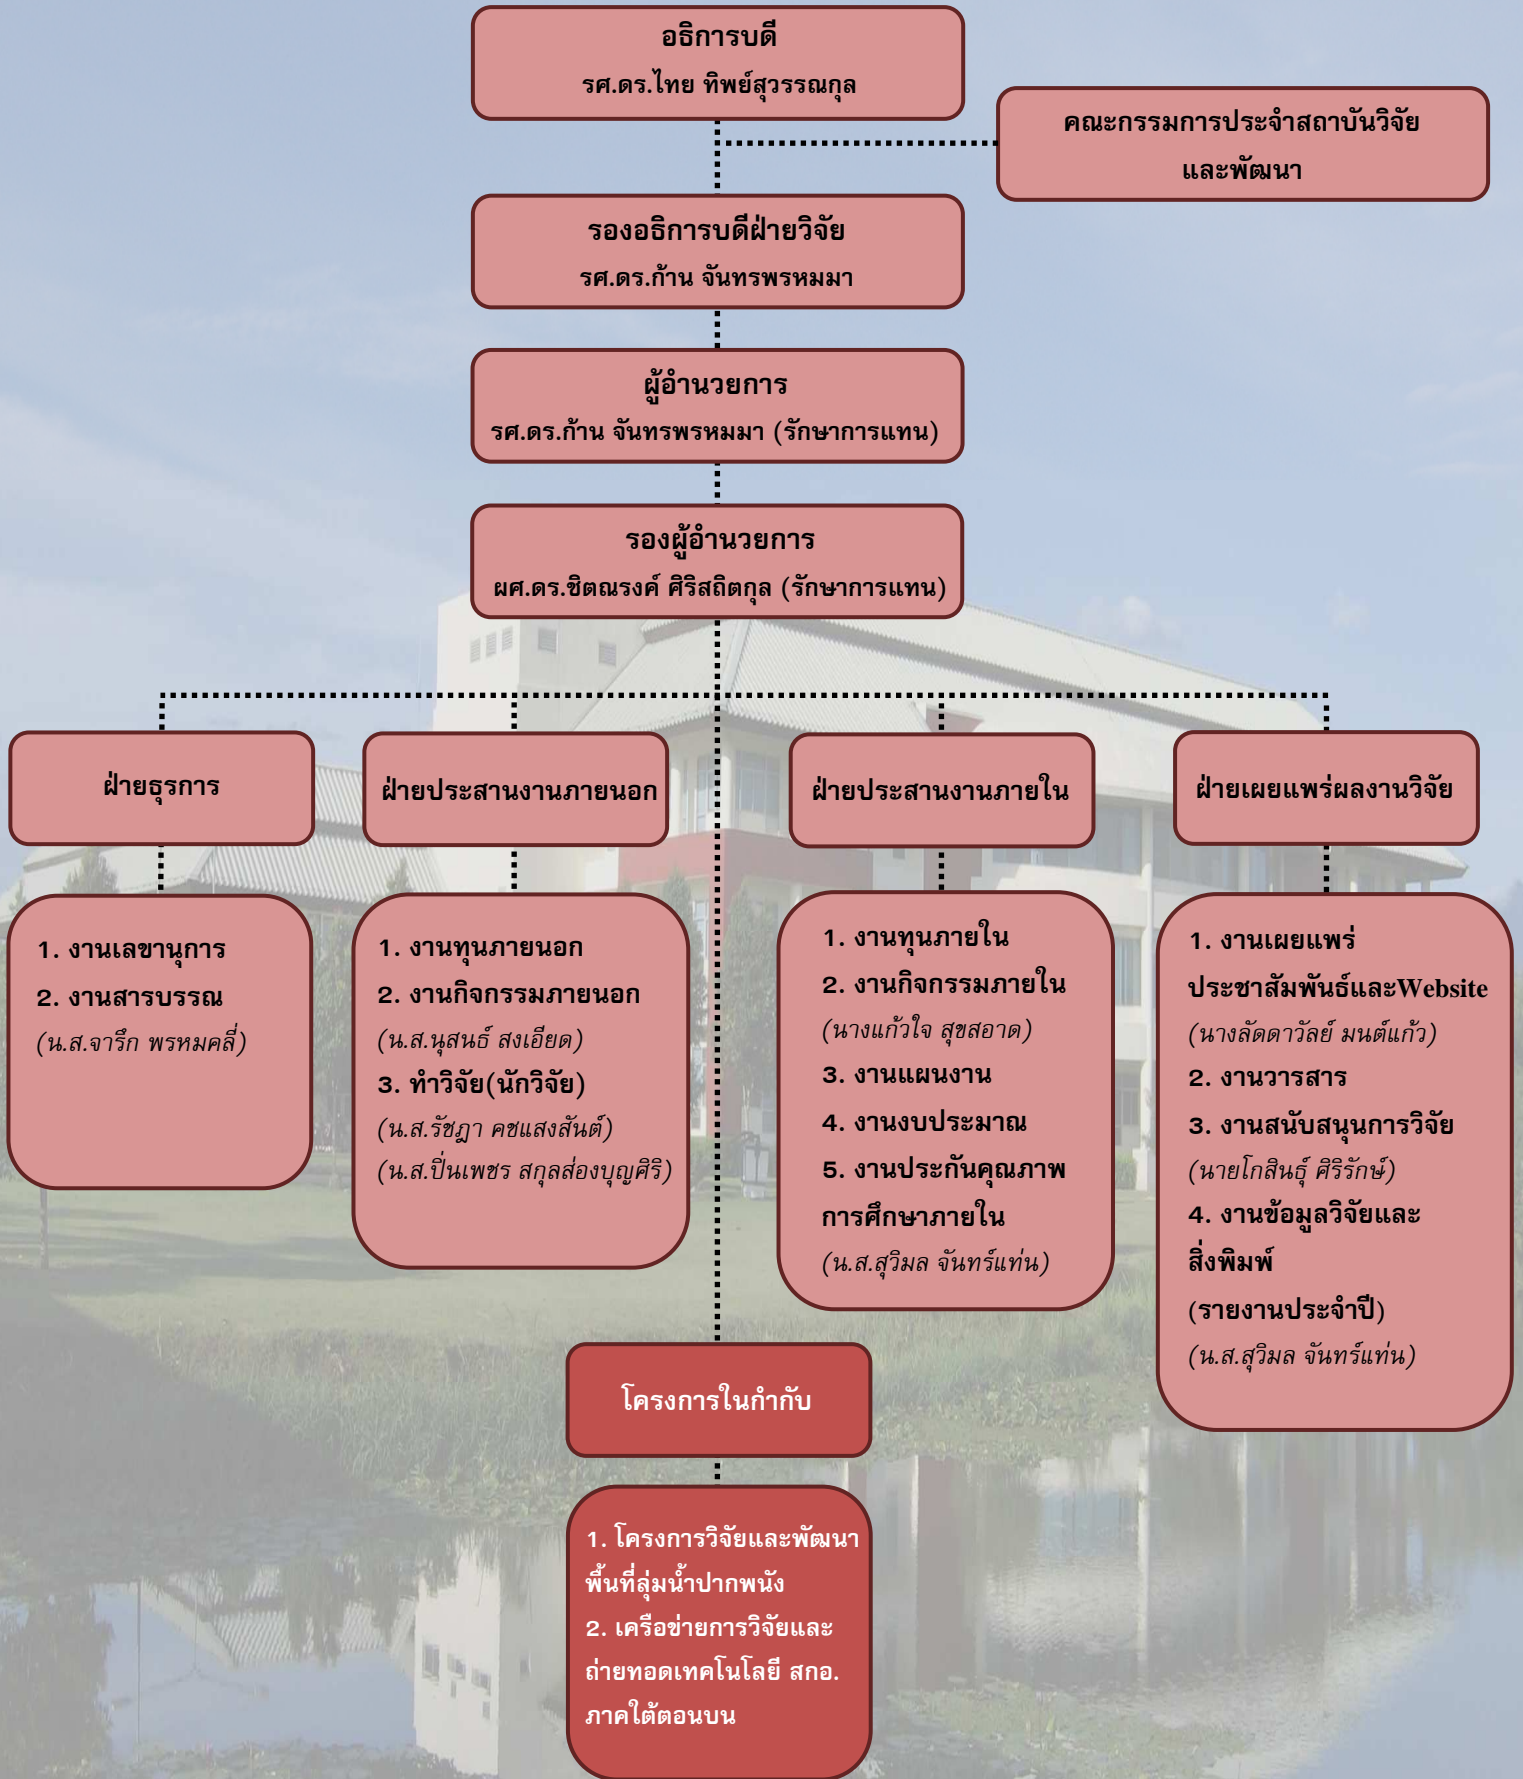 อธิการบดี
รศ.ดร.ไทย ทิพย์สุวรรณกุล
คณะกรรมการประจำสถาบันวิจัย
และพัฒนา
รองอธิการบดีฝ่ายวิจัย
รศ.ดร.ก้าน จันทรพรหมมา
ผู้อำนวยการ
รศ.ดร.ก้าน จันทรพรหมมา (รักษาการแทน)
รองผู้อำนวยการ
ผศ.ดร.ชิตณรงค์ ศิริสถิตกุล (รักษาการแทน)
ฝ่ายธุรการ
1. งานเลขานุการ
2. งานสารบรรณ
(น.ส.จารึก พรหมคลี่)
ฝ่ายประสานงานภายนอก
1. งานทุนภายนอก
2. งานกิจกรรมภายนอก
(น.ส.นุสนธ์ สงเอียด)
3. ทำวิจัย(นักวิจัย)
(น.ส.รัชฎา คชแสงสันต์)
(น.ส.ปิ่นเพชร สกุลส่องบุญศิริ)
ฝ่ายประสานงานภายใน
1. งานทุนภายใน
2. งานกิจกรรมภายใน
(นางแก้วใจ สุขสอาด)
3. งานแผนงาน
4. งานงบประมาณ
5. งานประกันคุณภาพ
การศึกษาภายใน
(น.ส.สุวิมล จันทร์แท่น)
ฝ่ายเผยแพร่ผลงานวิจัย
1. งานเผยแพร่
ประชาสัมพันธ์และWebsite
(นางลัดดาวัลย์ มนต์แก้ว)
2. งานวารสาร
3. งานสนับสนุนการวิจัย
(นายโกสินธุ์ ศิริรักษ์)
4. งานข้อมูลวิจัยและ
สิ่งพิมพ์
(รายงานประจำปี)
(น.ส.สุวิมล จันทร์แท่น)
โครงการในกำกับ
1. โครงการวิจัยและพัฒนา
พื้นที่ลุ่มน้ำปากพนัง
2. เครือข่ายการวิจัยและ
ถ่ายทอดเทคโนโลยี สกอ.
ภาคใต้ตอนบน